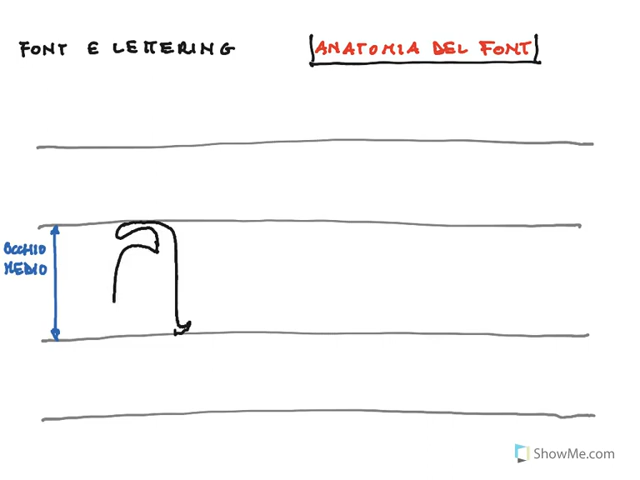 FONT E LETTERING
ANATOMIA DEL FONT
OCCHIO
MEDIO
ShowMe.com